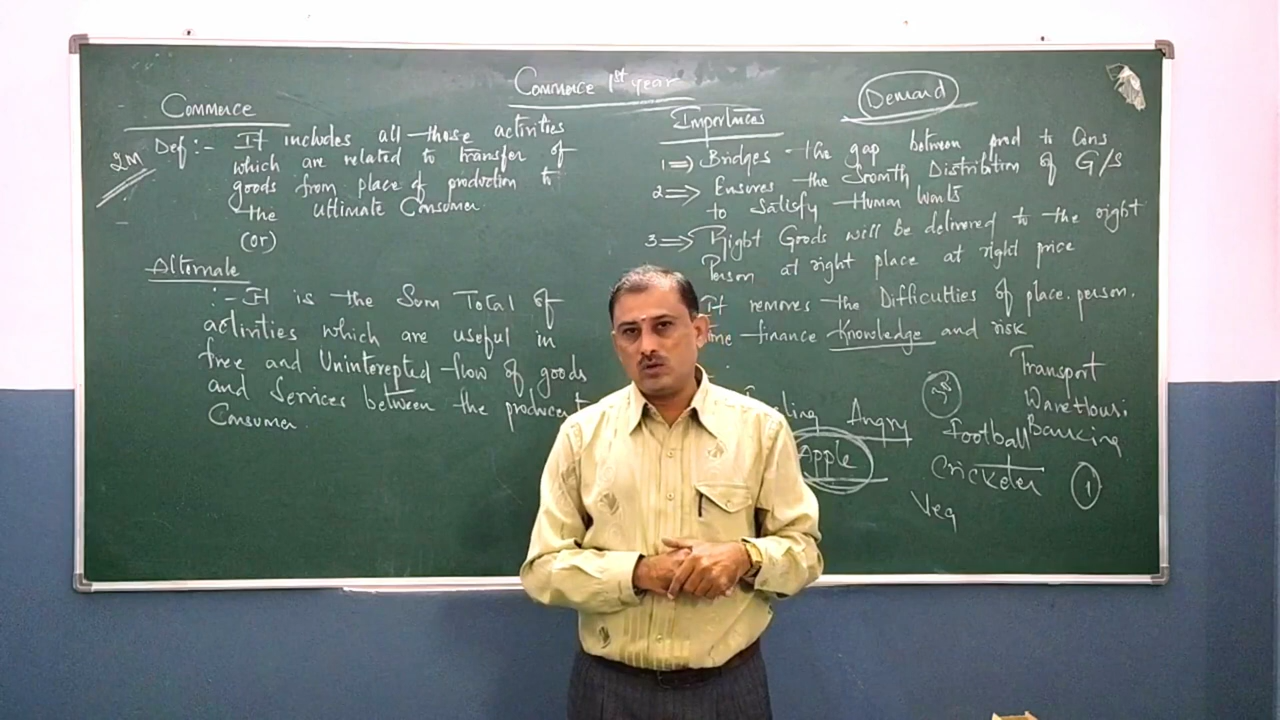 Commerce 1st year
Commerce
2M
Def :- It includes all those activities
which are related to transfer of
goods from place of production to
the ultimate Consumer
(or)
Alternate
:- It is the Sum Total of
activities which are useful in
free and Uninterepted flow of goods
and Services between the producer
Consumer.
Demand
Importances
1 => Bridges the gap between prod to Cons
2 => Ensures the Smooth Distribution of G/S
to Satisfy Human Wants
3 => Right Goods will be delivered to the right
Person at right place at right price
It removes the Difficulties of place. person.
finance Knowledge and risk
Transport
Angry
Football Banking
Apple
Cricketer 1
Veg